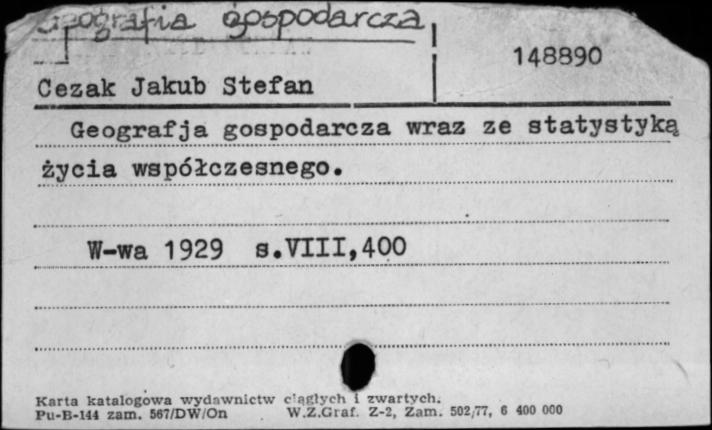 Geografia gospodarcza
148890
Cezak Jakub Stefan
Geografja gospodarcza wraz ze statystyką
życia współczesnego.
W-wa 1929 s.VIII,400
Karta katalogowa wydawnictw ciągłych i zwartych.
Pu-B-144 zam. 567/DW/On W.Z.Graf. Z-2, Zam. 502/77, 6 400 000